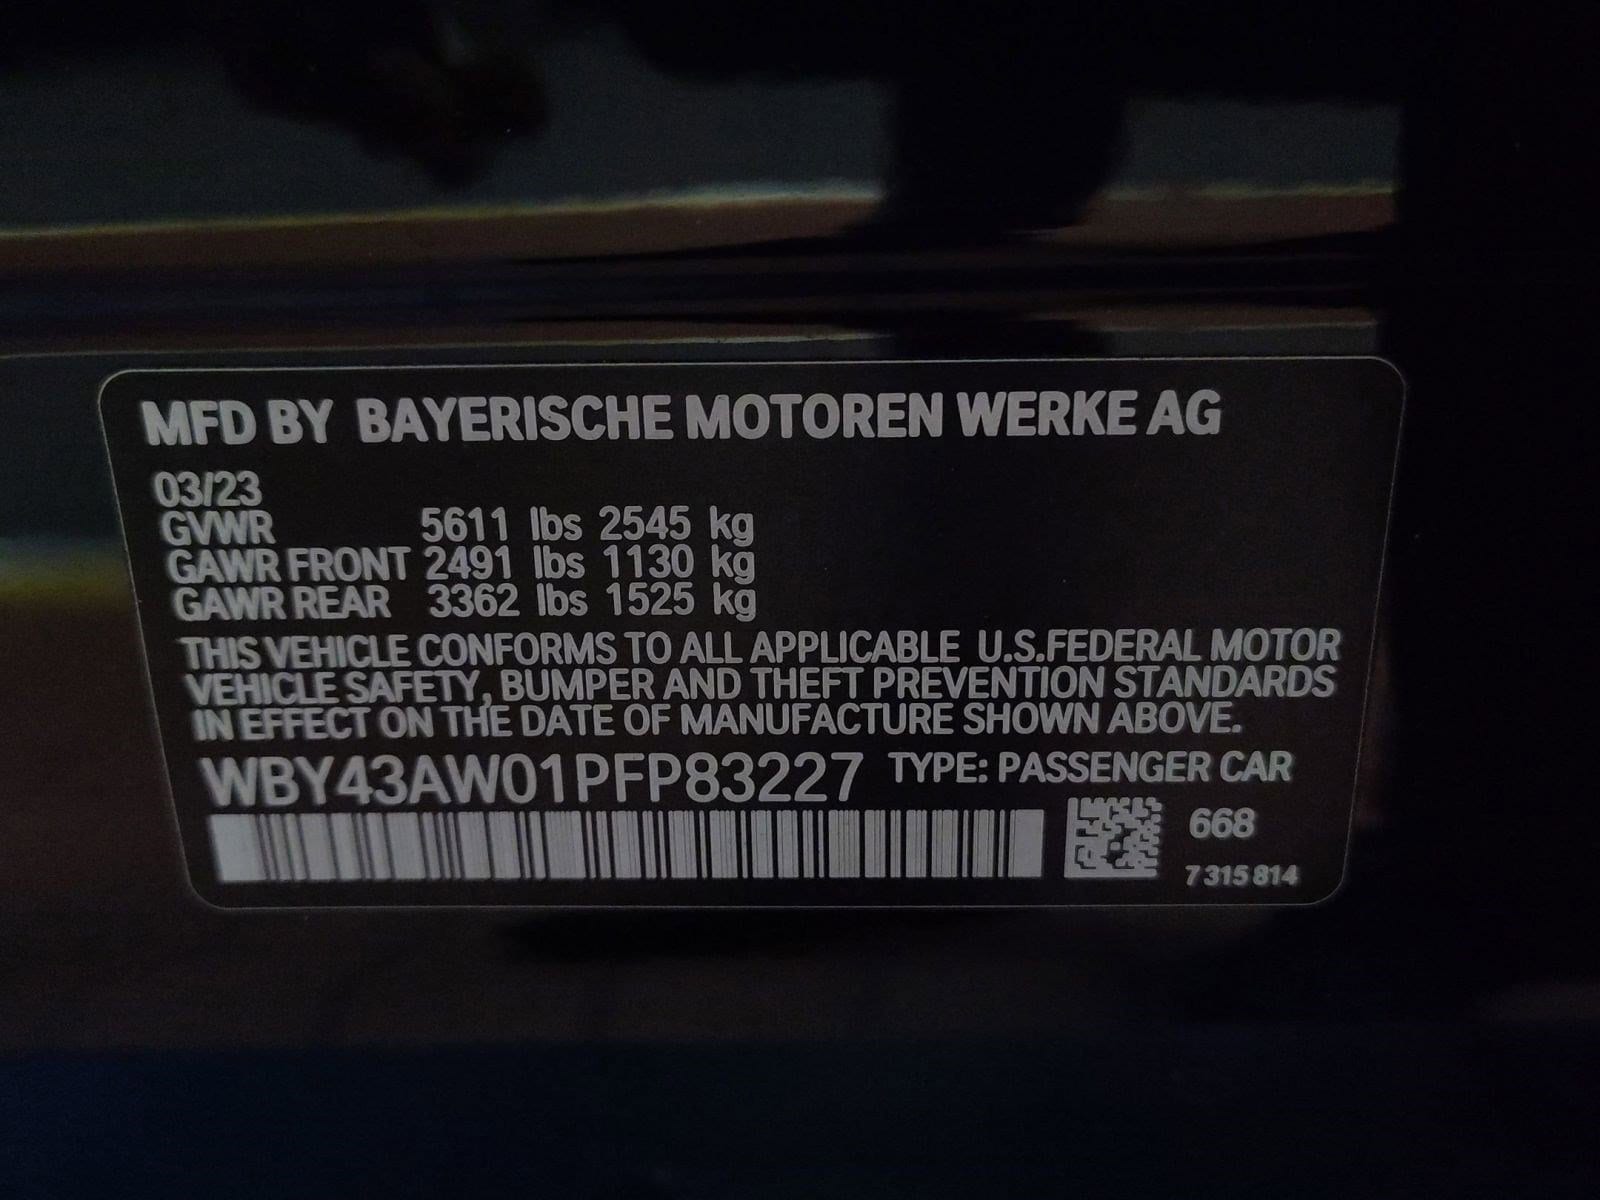 MFD BY BAYERISCHE MOTOREN WERKE AG
03/23
GVWR 5611 lbs 2545 kg
GAWR FRONT 2491 lbs 1130 kg
GAWR REAR 3362 lbs 1525 kg
THIS VEHICLE CONFORMS TO ALL APPLICABLE U.S.FEDERAL MOTOR
VEHICLE SAFETY, BUMPER AND THEFT PREVENTION STANDARDS
IN EFFECT ON THE DATE OF MANUFACTURE SHOWN ABOVE.
WBY43AW01PFP83227 TYPE: PASSENGER CAR
668
7 315 814